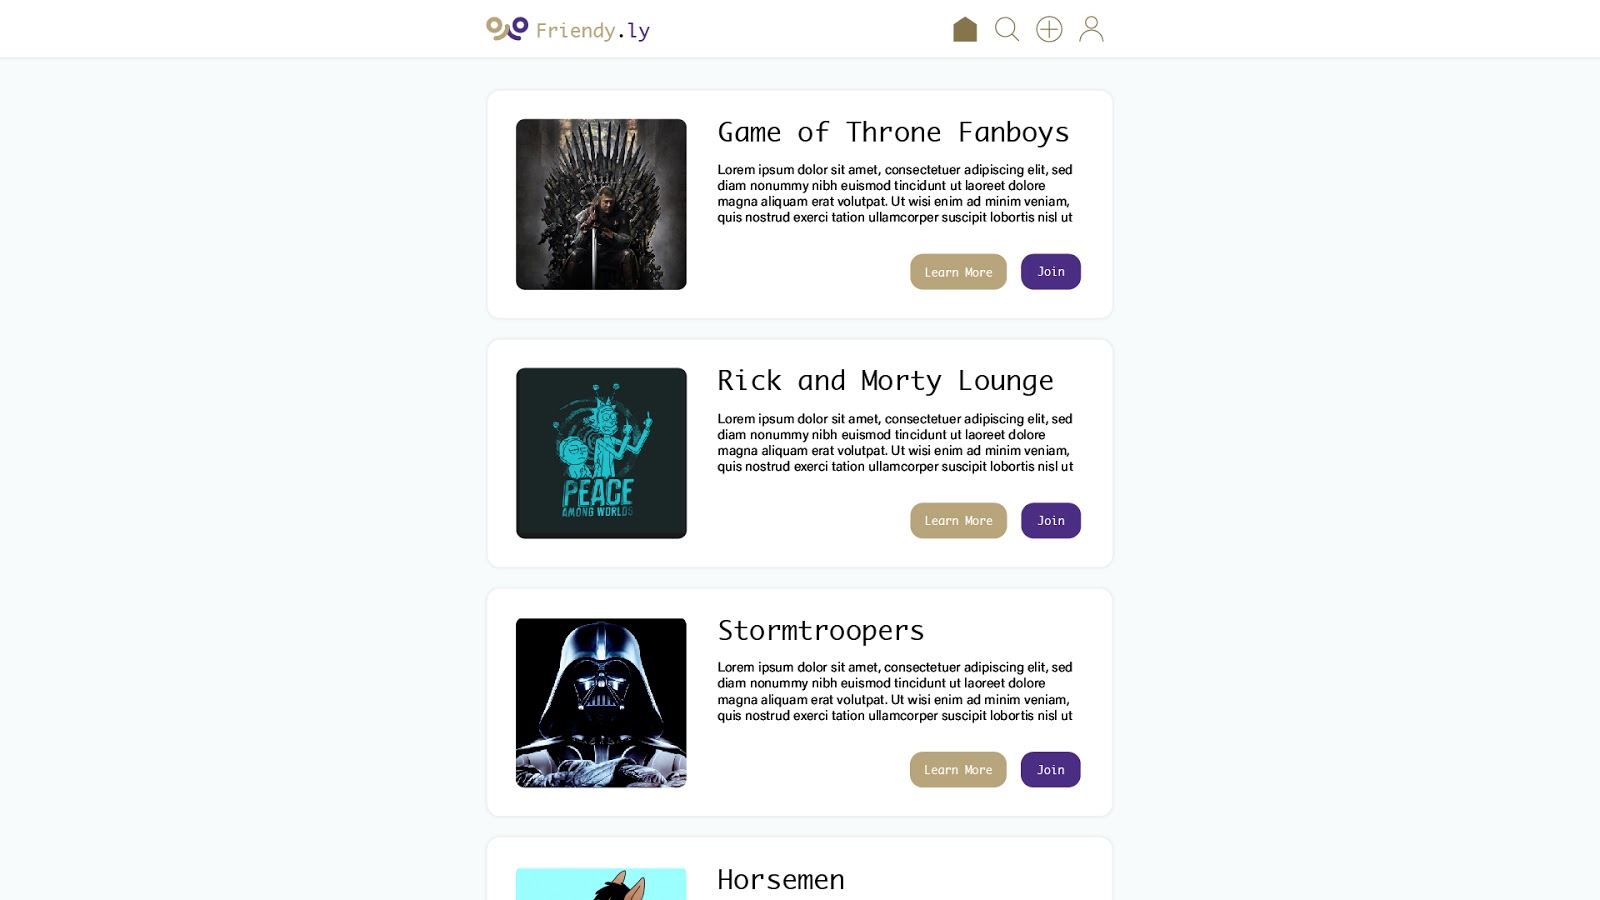 Friendy.ly
Game of Throne Fanboys
Lorem ipsum dolor sit amet, consectetuer adipiscing elit, sed
diam nonummy nibh euismod tincidunt ut laoreet dolore
magna aliquam erat volutpat. Ut wisi enim ad minim veniam,
quis nostrud exerci tation ullamcorper suscipit lobortis nisl ut
Learn More Join
PEACE
AMONG WORLDS
Rick and Morty Lounge
Lorem ipsum dolor sit amet, consectetuer adipiscing elit, sed
diam nonummy nibh euismod tincidunt ut laoreet dolore
magna aliquam erat volutpat. Ut wisi enim ad minim veniam,
quis nostrud exerci tation ullamcorper suscipit lobortis nisl ut
Learn More Join
Stormtroopers
Lorem ipsum dolor sit amet, consectetuer adipiscing elit, sed
diam nonummy nibh euismod tincidunt ut laoreet dolore
magna aliquam erat volutpat. Ut wisi enim ad minim veniam,
quis nostrud exerci tation ullamcorper suscipit lobortis nisl ut
Learn More Join
Horsemen